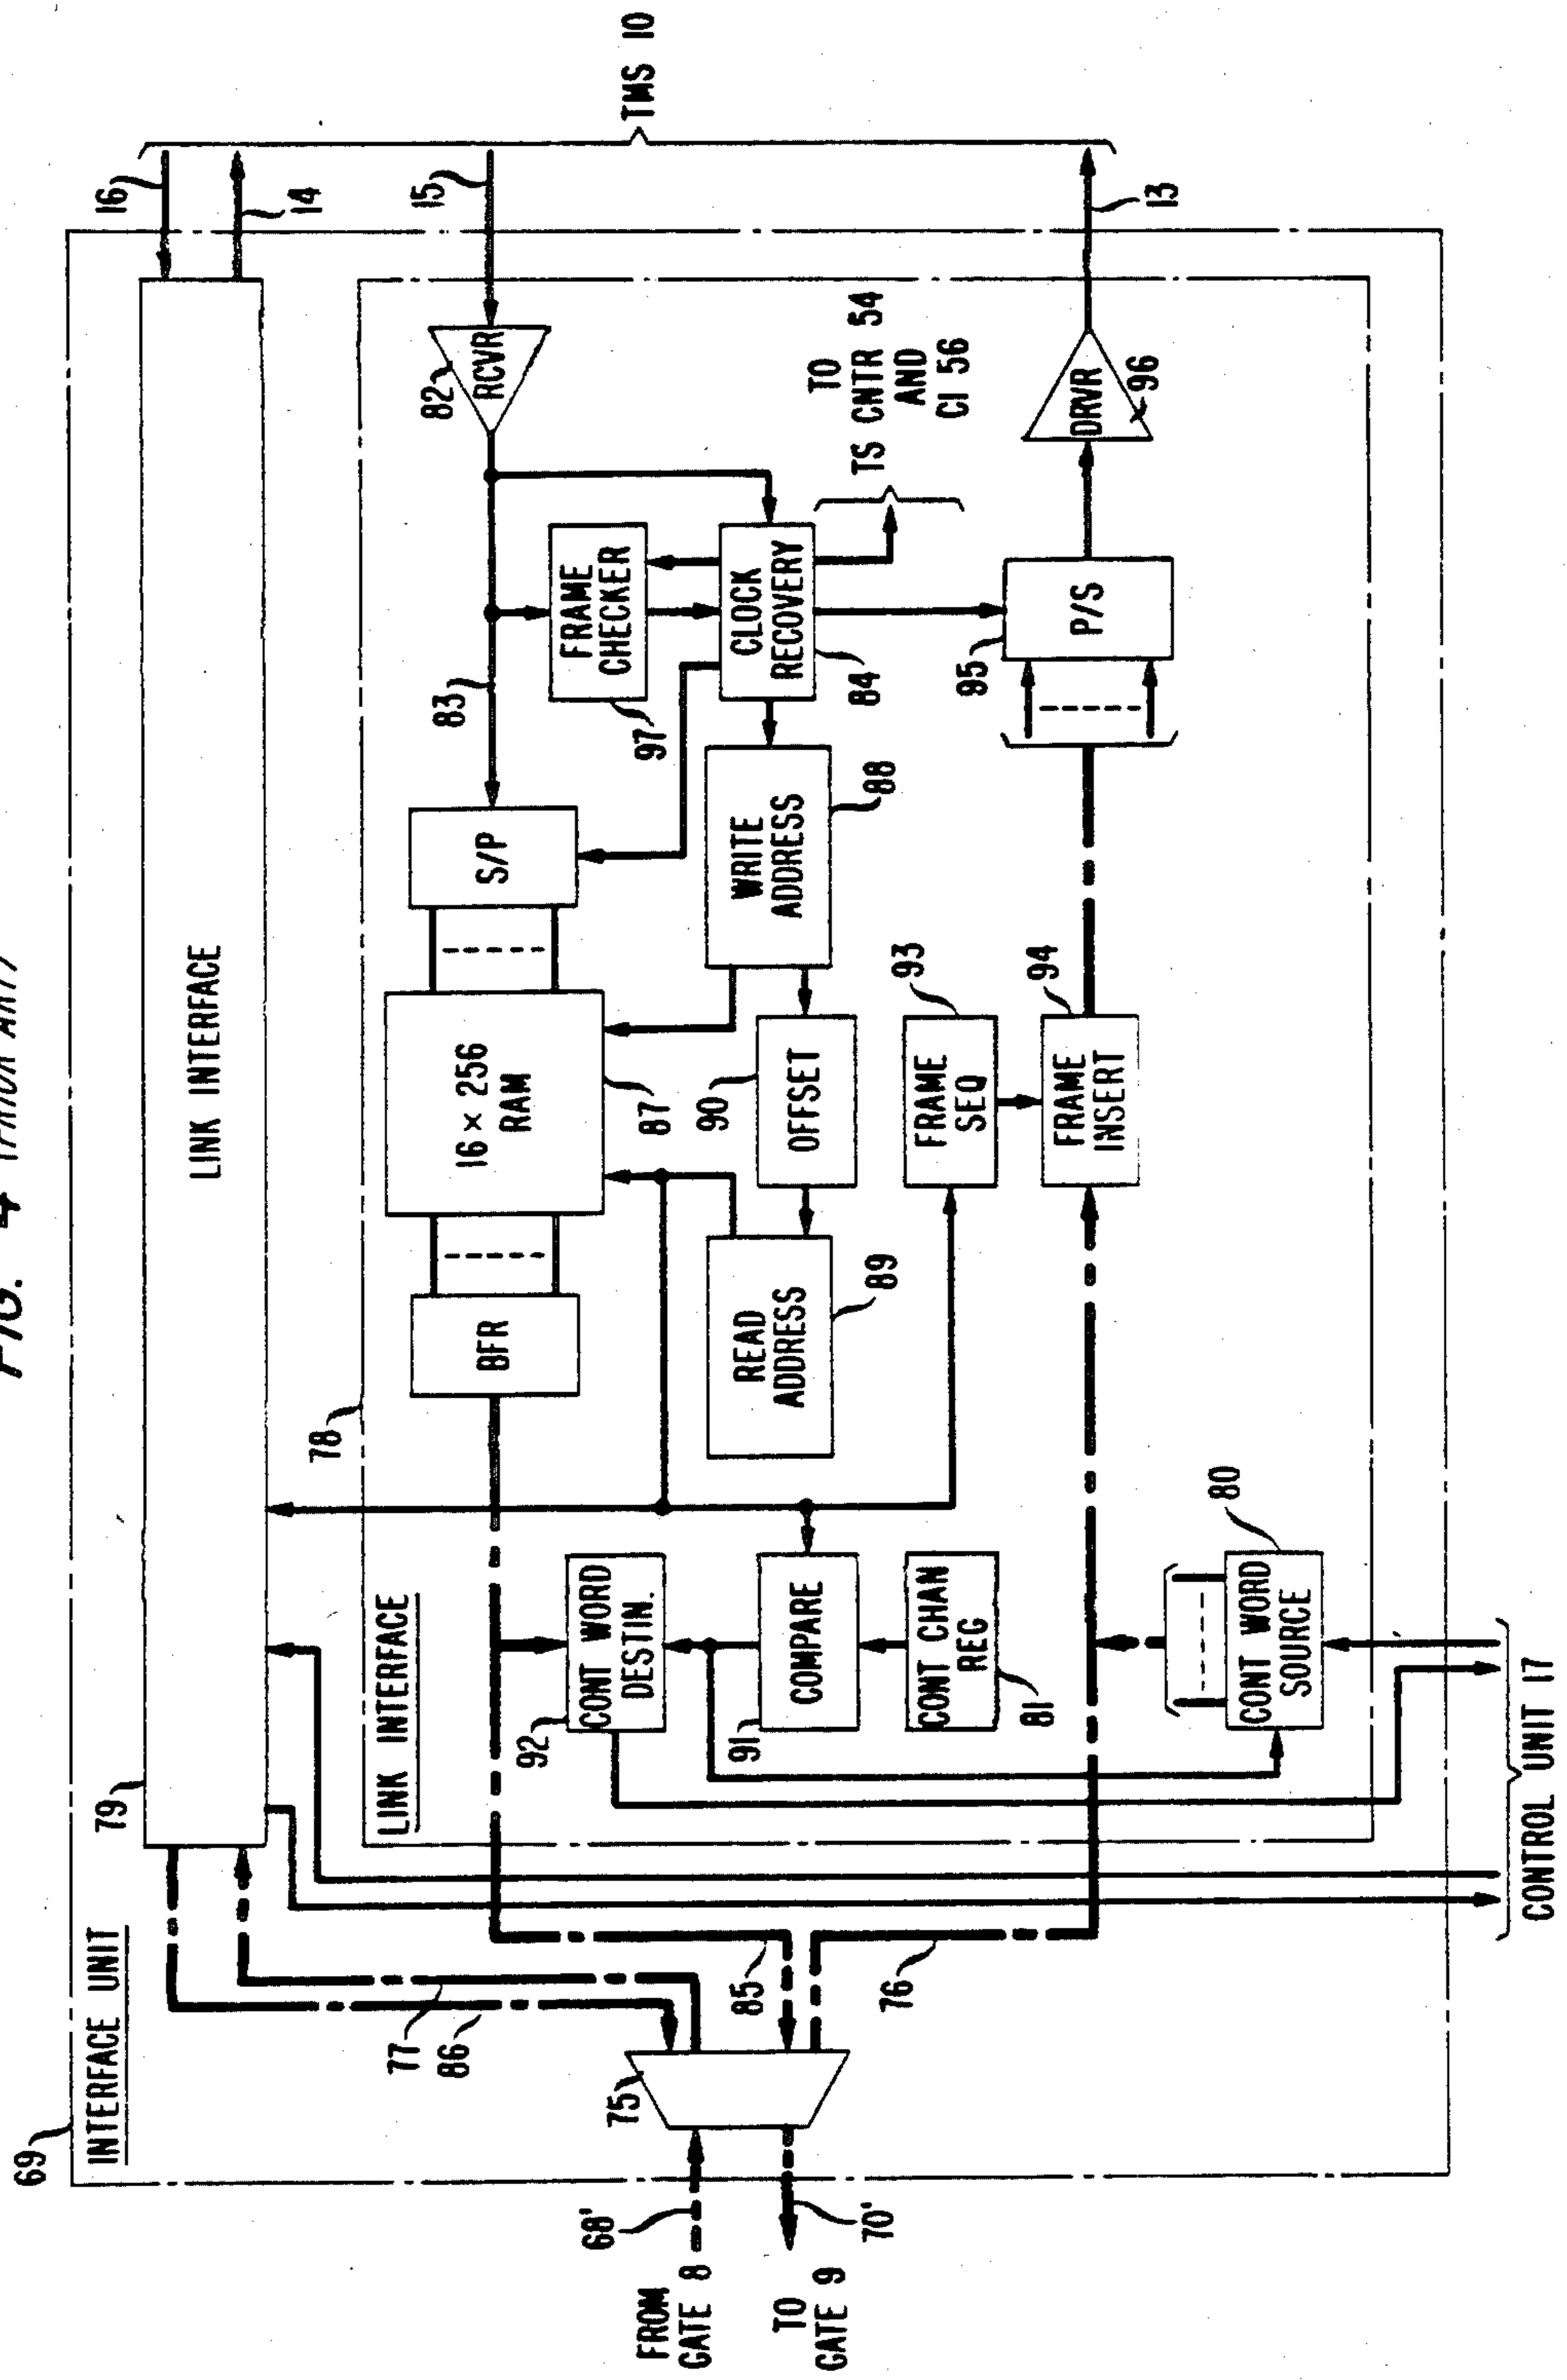 FIG. 4 (PRIOR ART)
69
INTERFACE UNIT
79
LINK INTERFACE
16
14
TMS 10
78
LINK INTERFACE
15
82
RCVR
83
S/P
16 × 256
RAM
87
BFR
FRAME
CHECKER
97
CLOCK
RECOVERY
84
TO
TS CNTR 54
AND
CI 56
WRITE
ADDRESS
88
OFFSET
90
READ
ADDRESS
89
CONT WORD
DESTIN.
92
COMPARE
91
CONT CHAN
REG
81
FRAME
SEQ
93
FRAME
INSERT
94
P/S
95
DRVR
96
13
CONT WORD
SOURCE
80
CONTROL UNIT 17
77
86
85
76
75
68'
FROM
GATE 8
70'
TO
GATE 9